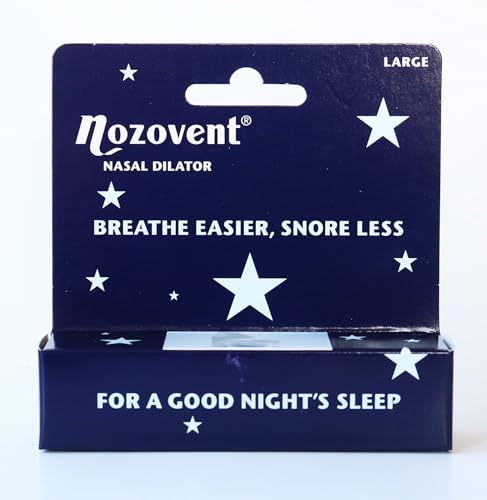 LARGE
Nozovent®
NASAL DILATOR
BREATHE EASIER, SNORE LESS
FOR A GOOD NIGHT'S SLEEP